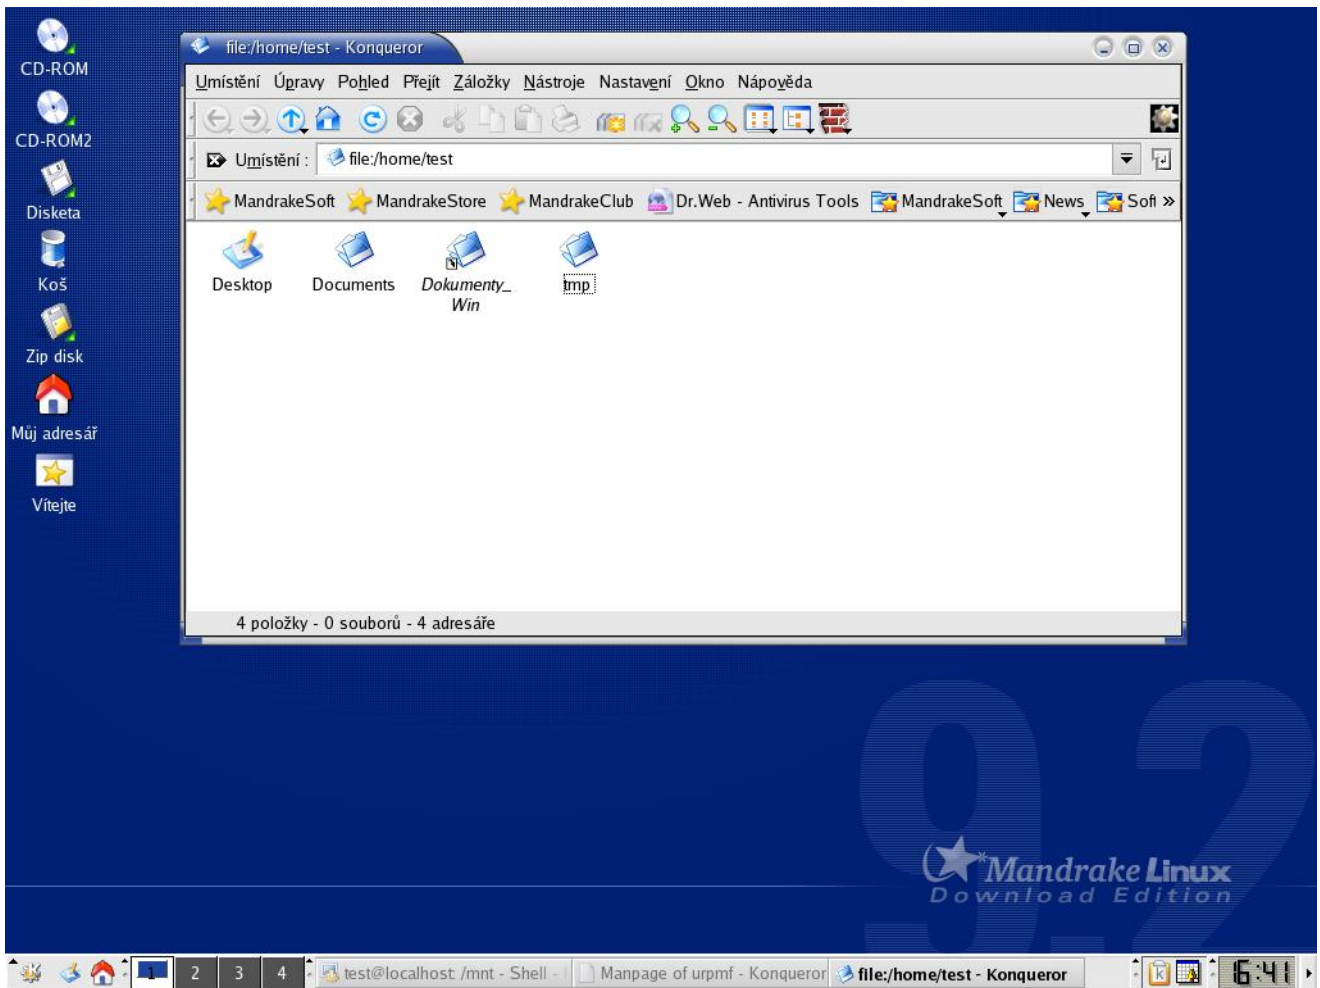 CD-ROM
CD-ROM2
Disketa
Koš
Zip disk
Můj adresář
Vítejte
file:/home/test - Konqueror
Umístění Úpravy Pohled Přejít Záložky Nástroje Nastavení Okno Nápověda
Umístění : file:/home/test
MandrakeSoft MandrakeStore MandrakeClub Dr.Web - Antivirus Tools MandrakeSoft News Soft »
Desktop Documents Dokumenty_ tmp
Win
4 položky - 0 souborů - 4 adresáře
9.2
Mandrake Linux
Download Edition
1 2 3 4 test@localhost: /mnt - Shell - Manpage of urpmf - Konqueror file:/home/test - Konqueror 16:41